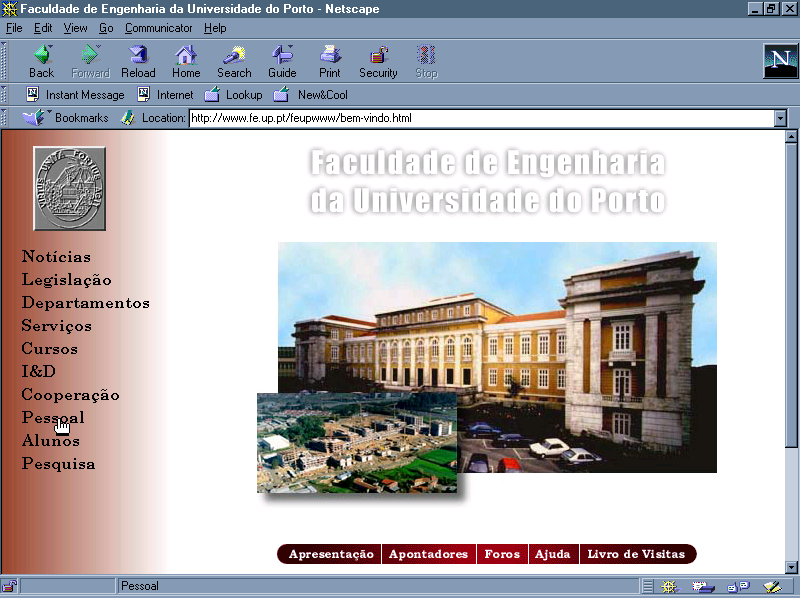 Faculdade de Engenharia da Universidade do Porto - Netscape
File Edit View Go Communicator Help
Back Forward Reload Home Search Guide Print Security Stop
N
Instant Message Internet Lookup New&Cool
Bookmarks Location: http://www.fe.up.pt/feupwww/bem-vindo.html
Faculdade de Engenharia
da Universidade do Porto
Notícias
Legislação
Departamentos
Serviços
Cursos
I&D
Cooperação
Pessoal
Alunos
Pesquisa
Apresentação Apontadores Foros Ajuda Livro de Visitas
Pessoal